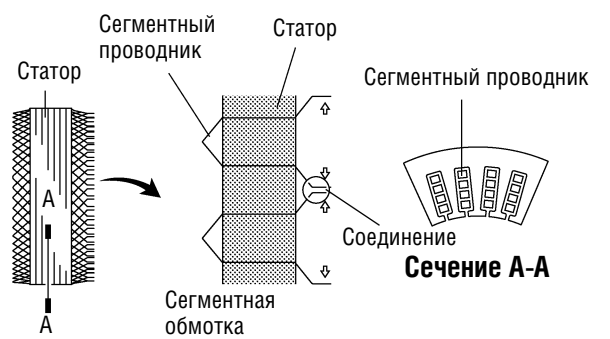 Сегментный
проводник
Статор
Статор
Сегментный проводник
А
А
Соединение
Сечение А-А
Сегментная
обмотка